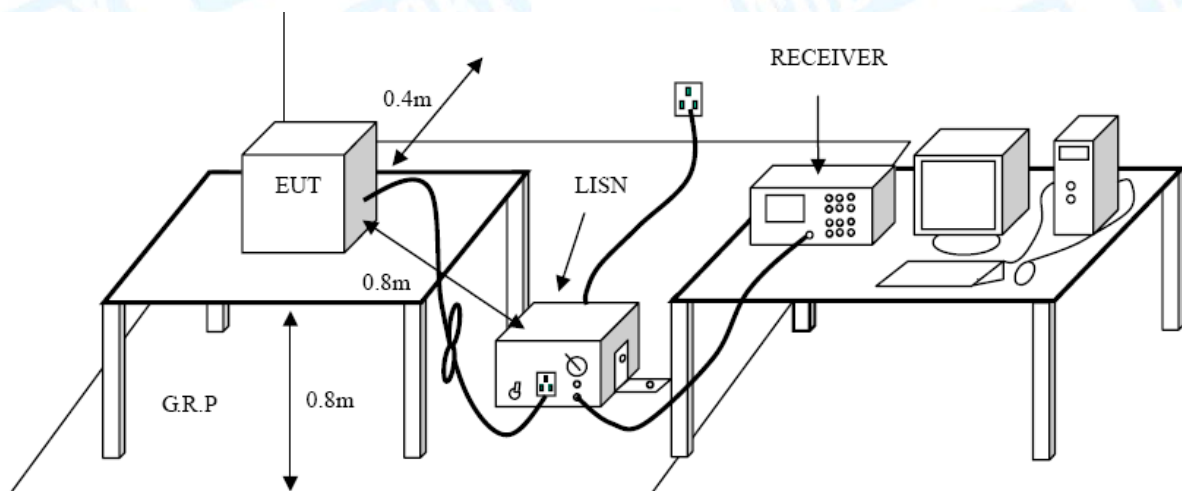 RECEIVER
0.4m
EUT
LISN
0.8m
G.R.P
0.8m